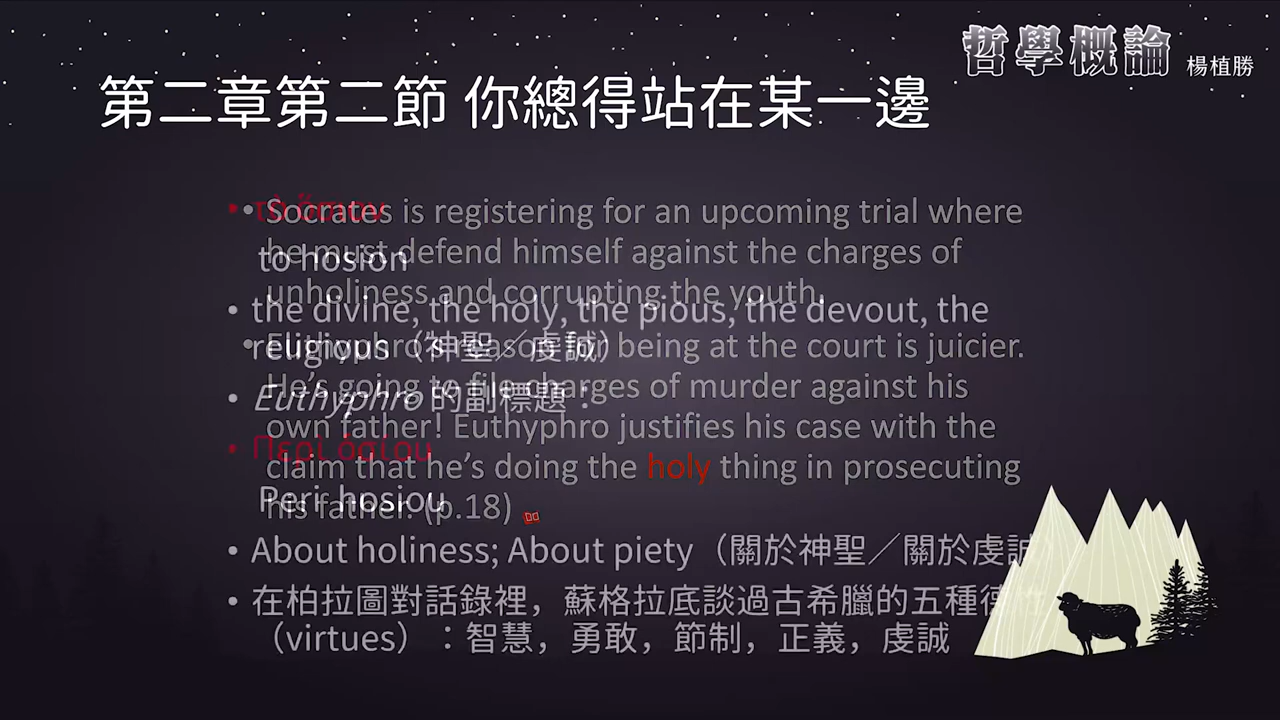 哲學概論 楊植勝
第二章第二節 你總得站在某一邊
• τὸ ὅσιον
to hosion
• the divine, the holy, the pious, the devout, the
religious（神聖／虔誠）
• Euthyphro 的副標題：
• Περὶ ὁσίου
Peri hosiou
• About holiness; About piety（關於神聖／關於虔誠
• 在柏拉圖對話錄裡，蘇格拉底談過古希臘的五種
（virtues）：智慧，勇敢，節制，正義，虔誠
• Socrates is registering for an upcoming trial where
he must defend himself against the charges of
unholiness and corrupting the youth.
• Euthyphro's reason for being at the court is juicier.
He's going to file charges of murder against his
own father! Euthyphro justifies his case with the
claim that he's doing the holy thing in prosecuting
his father. (p.18)